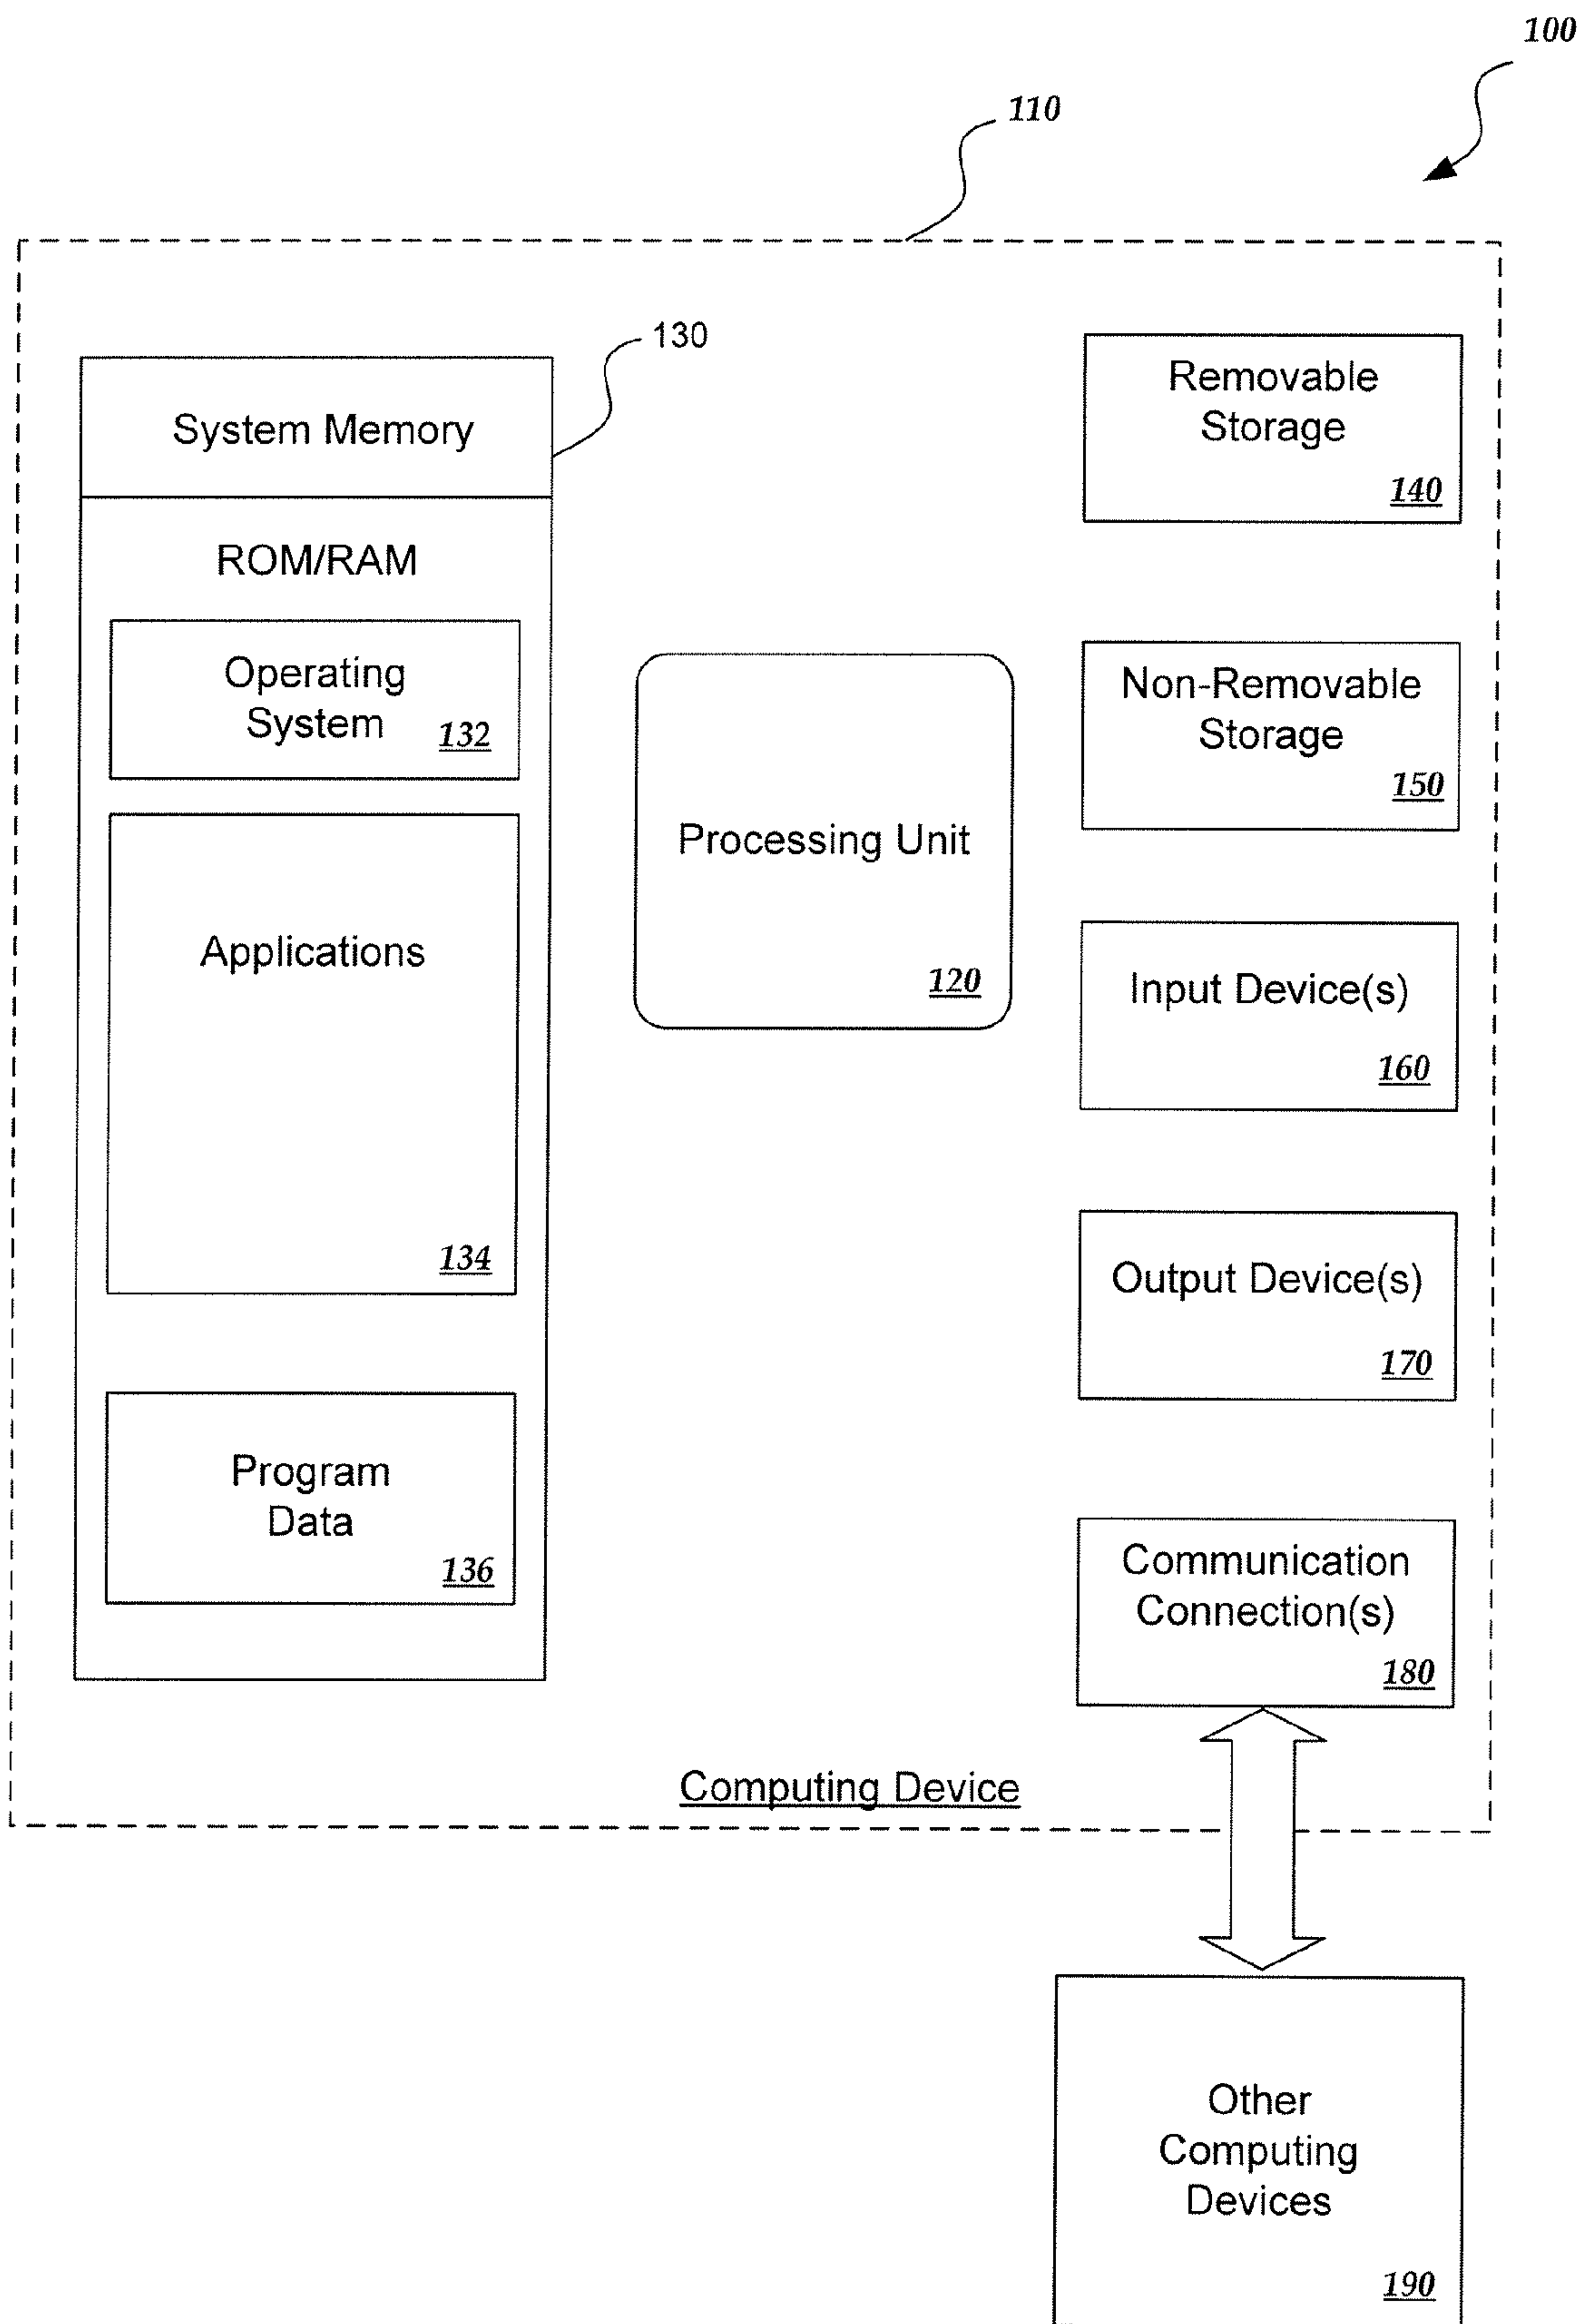 100
110
130
System Memory
ROM/RAM
Operating
System
132
Applications
134
Program
Data
136
Processing Unit
120
Removable
Storage
140
Non-Removable
Storage
150
Input Device(s)
160
Output Device(s)
170
Communication
Connection(s)
180
Computing Device
Other
Computing
Devices
190